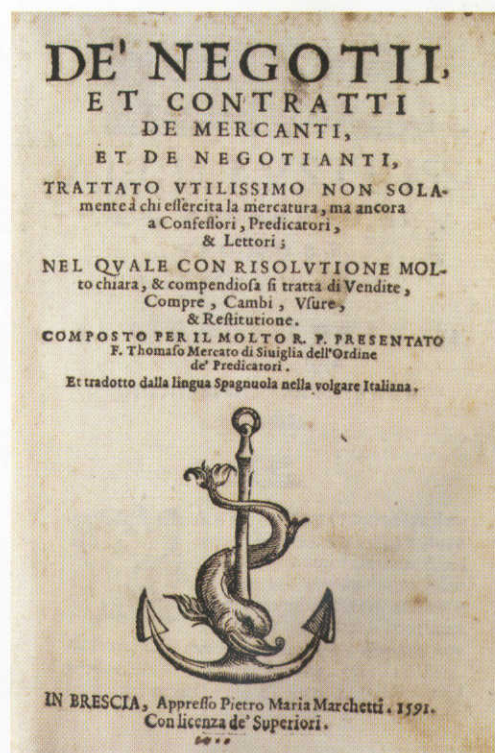 DE' NEGOTII,
ET CONTRATTI
DE MERCANTI,
ET DE NEGOTIANTI,
TRATTATO VTILISSIMO NON SOLA-
mente à chi eſſercita la mercatura, ma ancora
a Confeſſori, Predicatori,
& Lettori;
NEL QVALE CON RISOLVTIONE MOL-
to chiara, & compendioſa ſi tratta di Vendite,
Compre, Cambi, Vſure,
& Reſtitutione.
COMPOSTO PER IL MOLTO R. P. PRESENTATO
F. Thomaſo Mercato di Siuiglia dell'Ordine
de' Predicatori.
Et tradotto dalla lingua Spagnuola nella volgare Italiana.
IN BRESCIA, Appreſſo Pietro Maria Marchetti. 1591.
Con licenza de' Superiori.